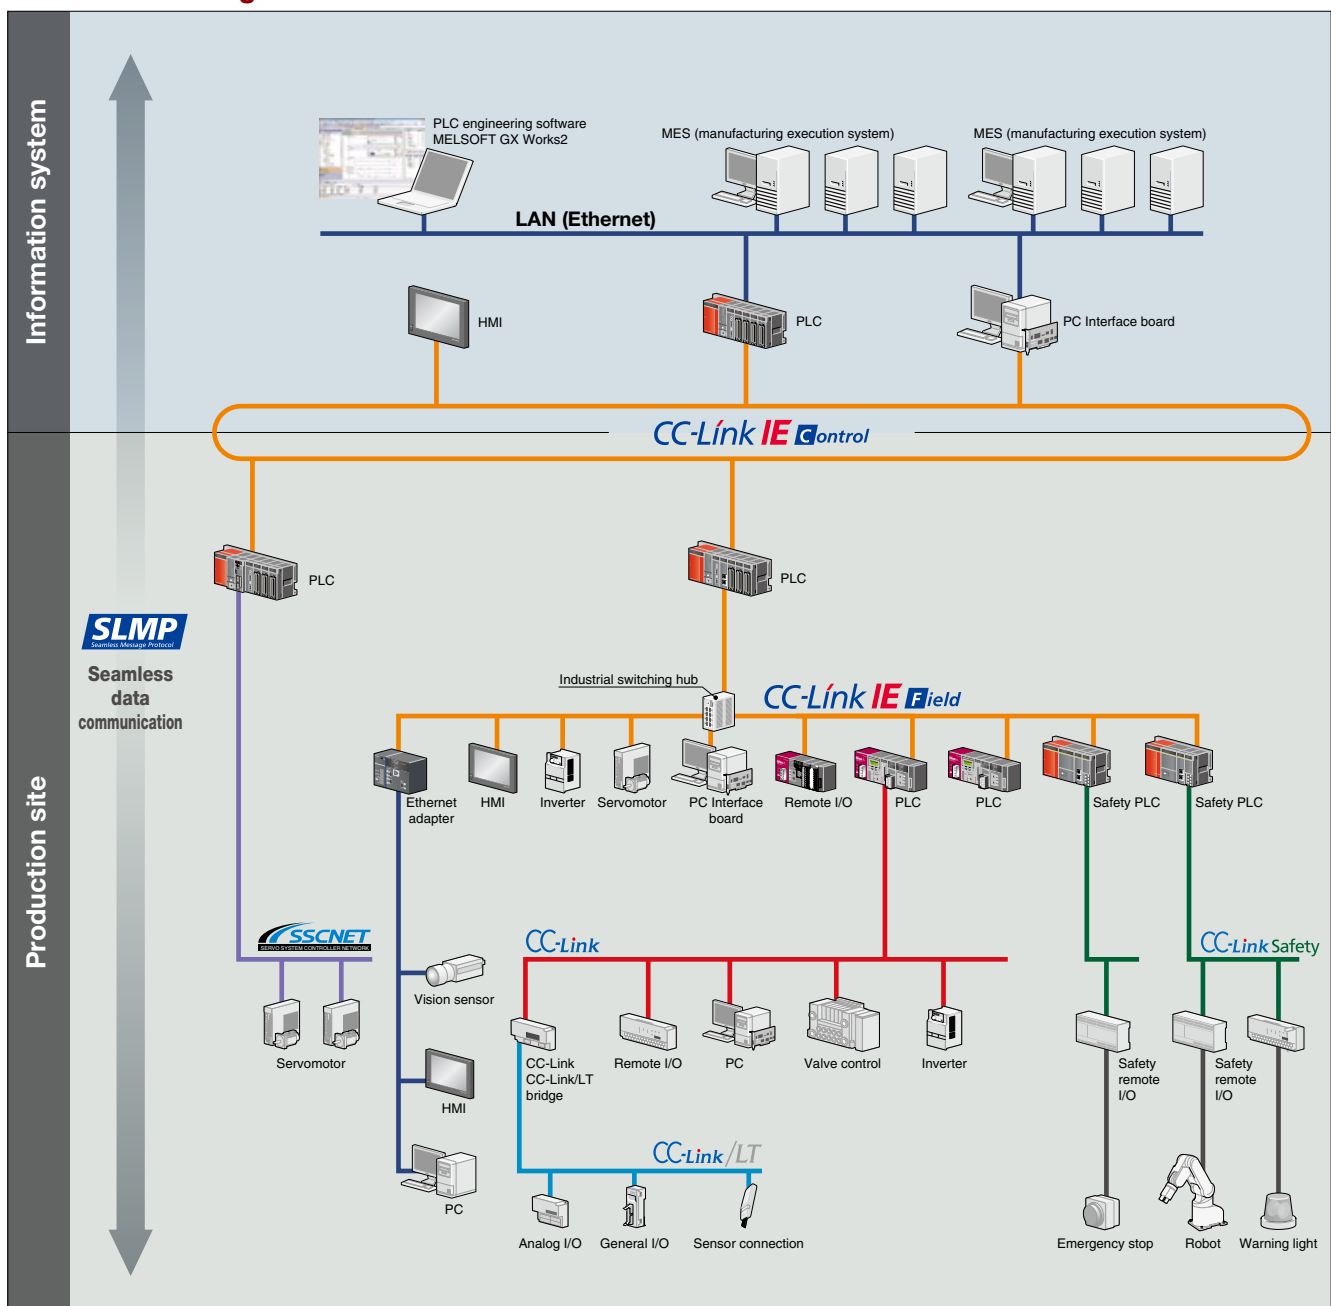 Information system
PLC engineering software
MELSOFT GX Works2
MES (manufacturing execution system)
MES (manufacturing execution system)
LAN (Ethernet)
HMI
PLC
PC Interface board
CC-Link IE Control
PLC
PLC
SLMP
Seamless Message Protocol
Seamless
data
communication
Production site
Industrial switching hub
CC-Link IE Field
Ethernet
adapter
HMI
Inverter
Servomotor
PC Interface
board
Remote I/O
PLC
PLC
Safety PLC
Safety PLC
SSCNET
SERVO SYSTEM CONTROLLER NETWORK
CC-Link
CC-Link Safety
Vision sensor
Servomotor
CC-Link
CC-Link/LT
bridge
Remote I/O
PC
Valve control
Inverter
Safety
remote
I/O
Safety
remote
I/O
HMI
CC-Link/LT
PC
Analog I/O
General I/O
Sensor connection
Emergency stop
Robot
Warning light